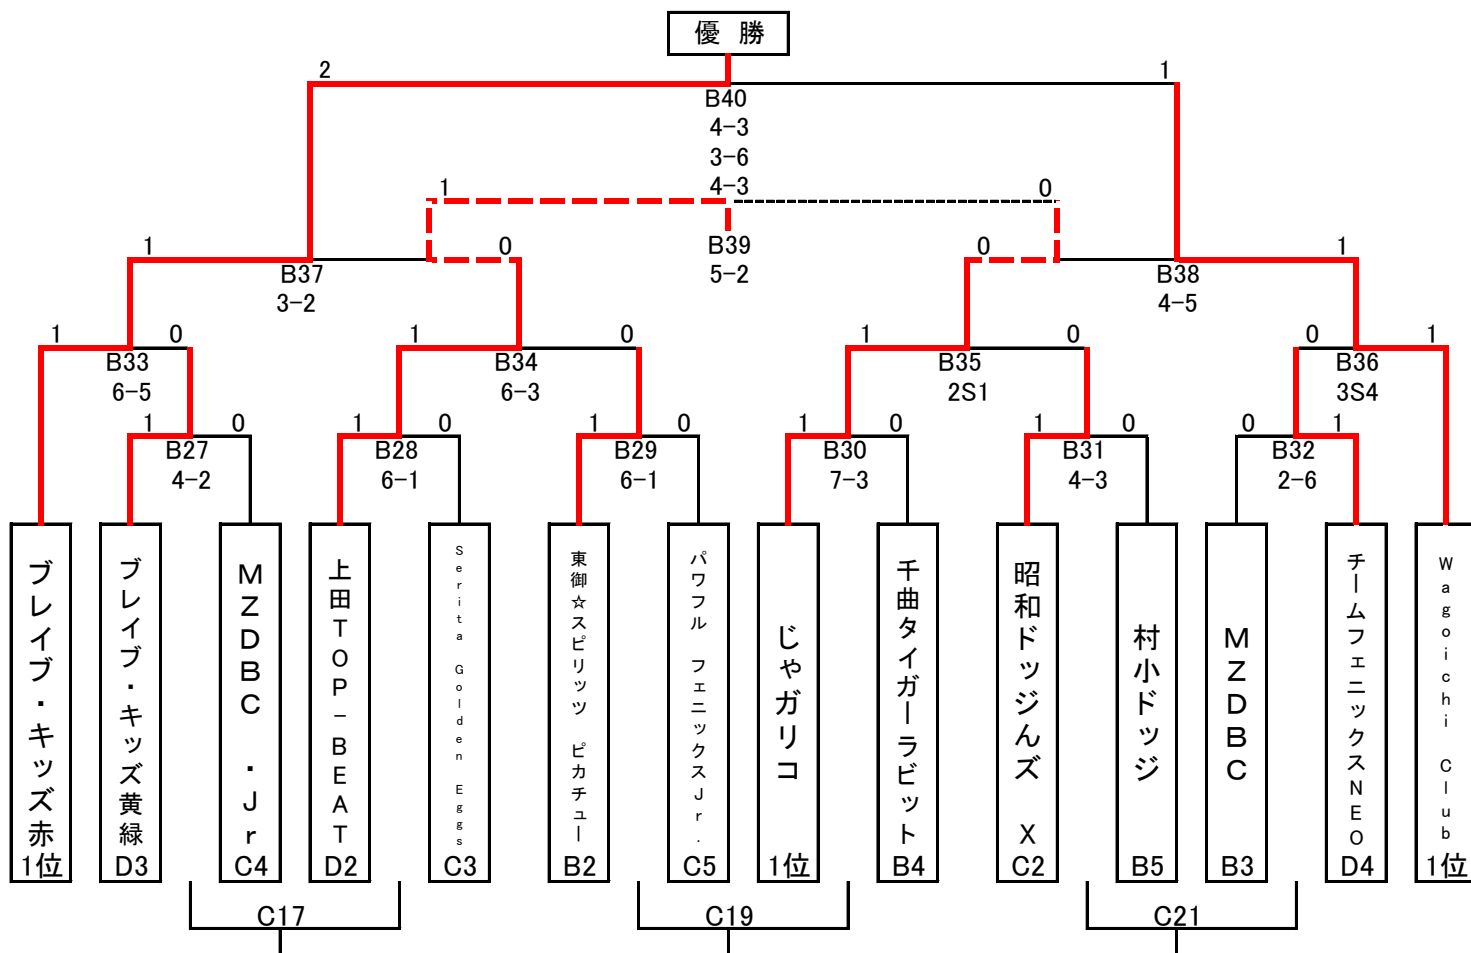 優 勝
2
1
B40
4-3
3-6
4-3
1
0
B39
5-2
1
0
B37
3-2
0
1
B38
4-5
1
0
B33
6-5
1
0
B34
6-3
1
0
B35
2S1
0
1
B36
3S4
1
0
B27
4-2
1
0
B28
6-1
1
0
B29
6-1
1
0
B30
7-3
1
0
B31
4-3
0
1
B32
2-6
ブレイブ・キッズ赤
1位
ブレイブ・キッズ黄緑
D3
MZDBC .Jr
C4
上田TOP-BEAT
D2
Serita Golden Eggs
C3
東御☆スピリッツ ピカチュー
B2
パワフル フェニックスJr.
C5
じゃガリコ
1位
千曲タイガーラビット
B4
昭和ドッジんズ X
C2
村小ドッジ
B5
MZDBC
B3
チームフェニックスNEO
D4
Wagoichi Club
1位
C17
C19
C21